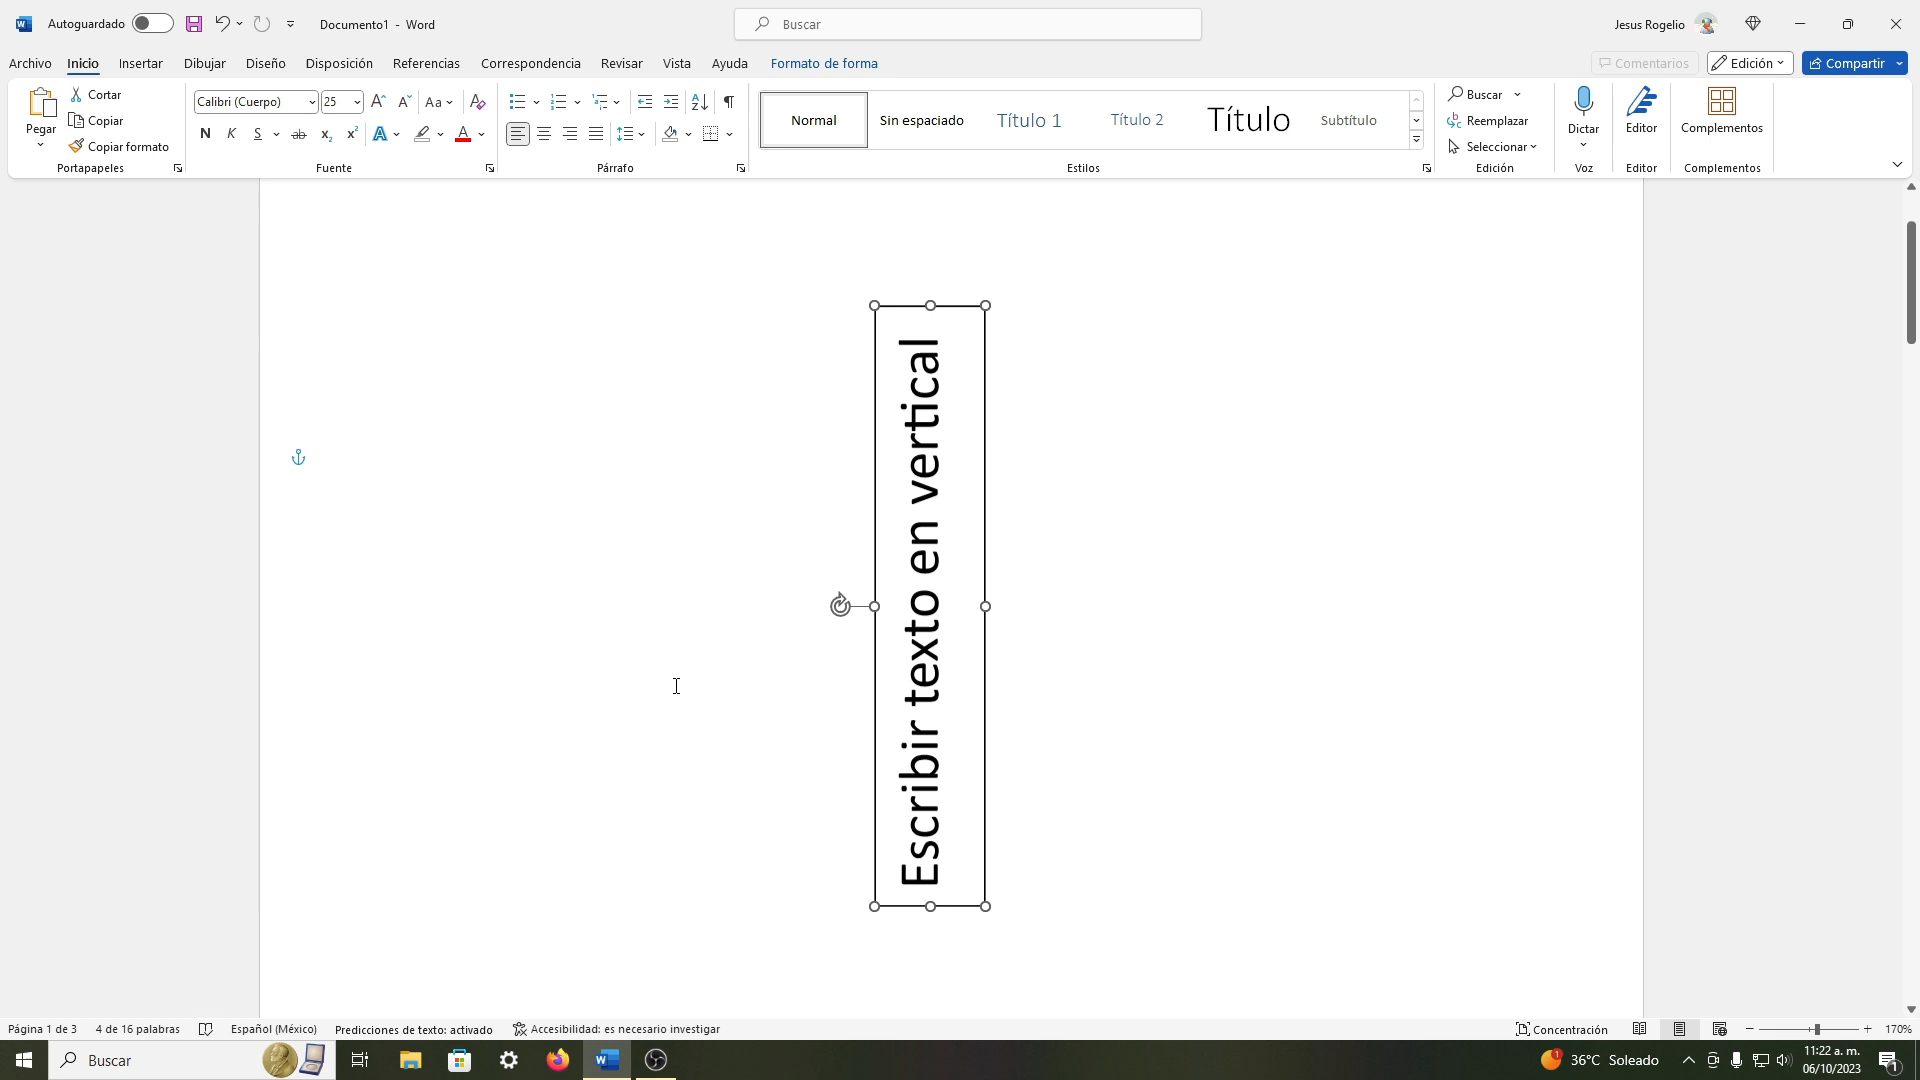 Autoguardado
Documento1 - Word
Buscar
Jesus Rogelio
Archivo Inicio Insertar Dibujar Diseño Disposición Referencias Correspondencia Revisar Vista Ayuda Formato de forma
Comentarios
Edición
Compartir
Pegar
Cortar
Copiar
Copiar formato
Portapapeles
Calibri (Cuerpo)
25
Aa
N K S ab x₂ x² A A
Fuente
Párrafo
Normal
Sin espaciado
Título 1
Título 2
Título
Subtítulo
Estilos
Buscar
Reemplazar
Seleccionar
Edición
Dictar
Voz
Editor
Editor
Complementos
Complementos
Escribir texto en vertical
Página 1 de 3
4 de 16 palabras
Español (México)
Predicciones de texto: activado
Accesibilidad: es necesario investigar
Concentración
170%
Buscar
36°C Soleado
11:22 a. m.
06/10/2023